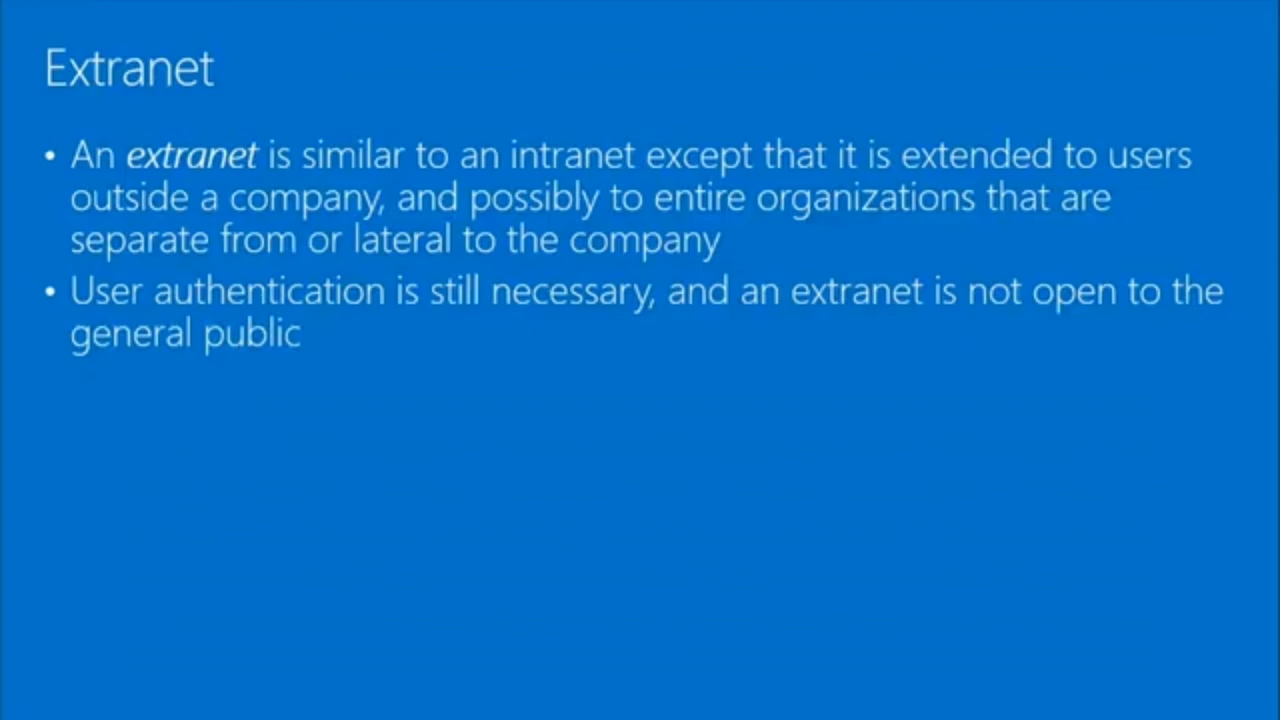 Extranet
• An extranet is similar to an intranet except that it is extended to users
outside a company, and possibly to entire organizations that are
separate from or lateral to the company
• User authentication is still necessary, and an extranet is not open to the
general public